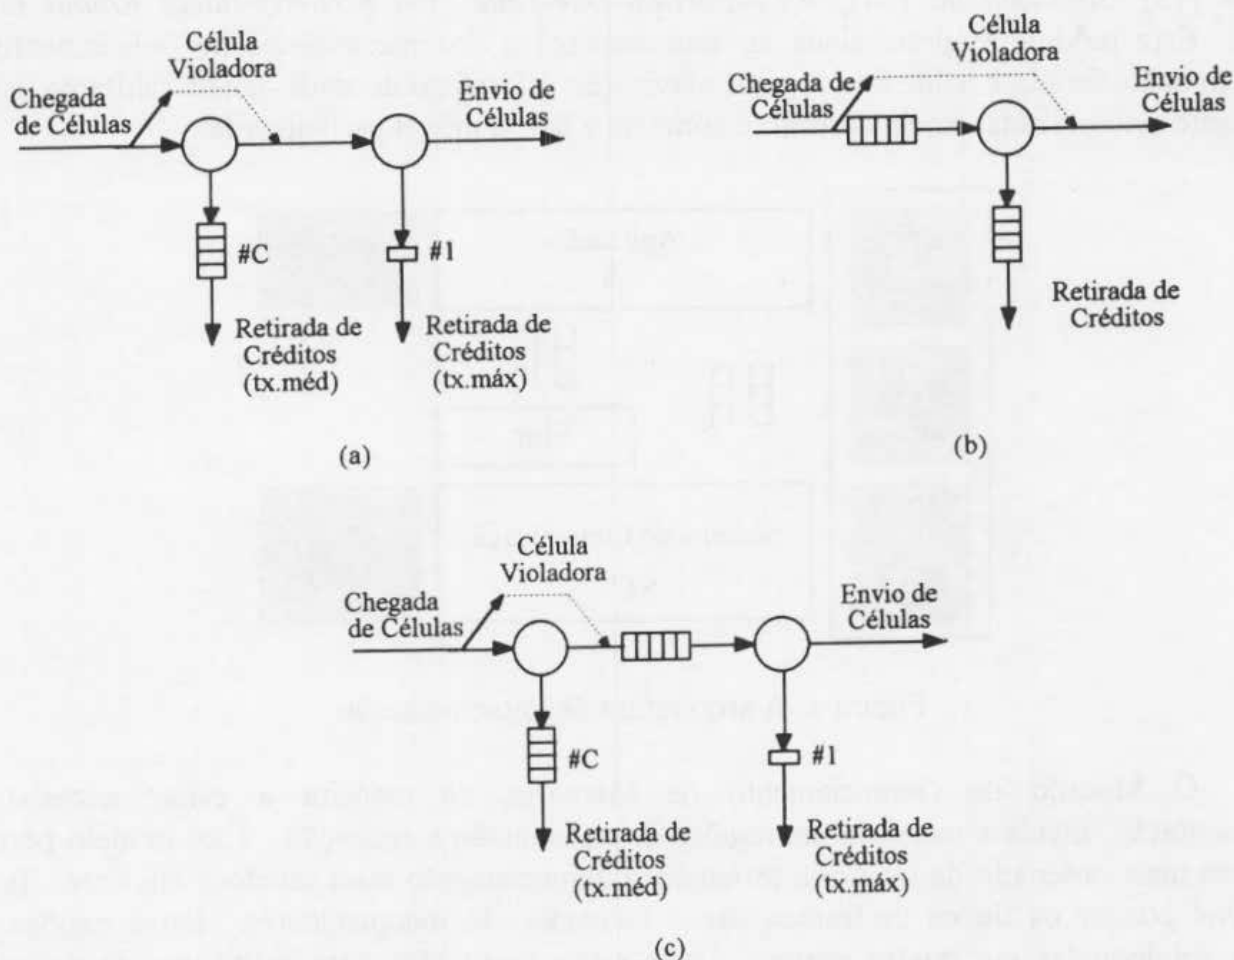 Célula
Violadora
Chegada
de Células
Envio de
Células
#C
#1
Retirada de
Créditos
(tx.méd)
Retirada de
Créditos
(tx.máx)
(a)
Célula
Violadora
Chegada de
Células
Envio de
Células
Retirada de
Créditos
(b)
Célula
Violadora
Chegada
de Células
Envio de
Células
#C
#1
Retirada de
Créditos
(tx.méd)
Retirada de
Créditos
(tx.máx)
(c)